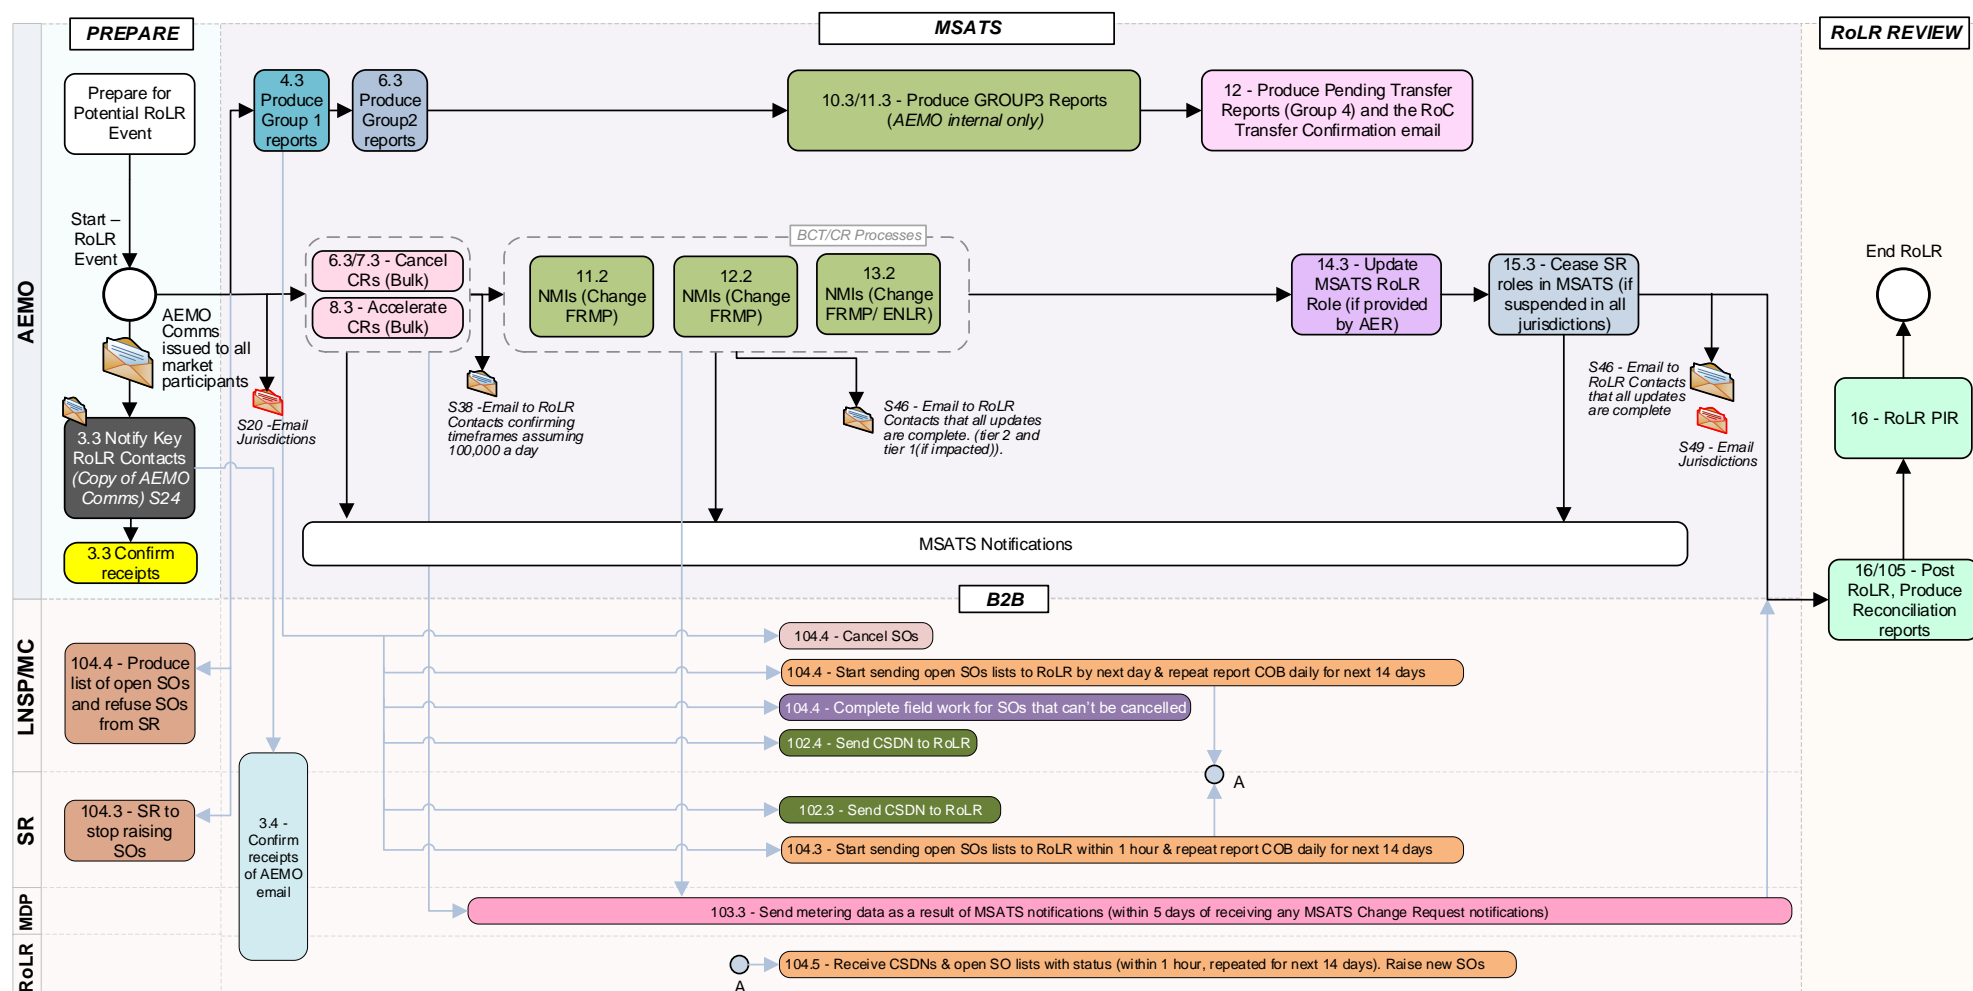 PREPARE
MSATS
RoLR REVIEW
AEMO
Prepare for
Potential RoLR
Event
4.3
Produce
Group 1
reports
6.3
Produce
Group2
reports
10.3/11.3 - Produce GROUP3 Reports
(AEMO internal only)
12 - Produce Pending Transfer
Reports (Group 4) and the RoC
Transfer Confirmation email
Start –
RoLR
Event
AEMO
Comms
issued to all
market
participants
S20 -Email
Jurisdictions
6.3/7.3 - Cancel
CRs (Bulk)
8.3 - Accelerate
CRs (Bulk)
S38 -Email to RoLR
Contacts confirming
timeframes assuming
100,000 a day
BCT/CR Processes
11.2
NMIs (Change
FRMP)
12.2
NMIs (Change
FRMP)
13.2
NMIs (Change
FRMP/ ENLR)
S46 - Email to RoLR
Contacts that all updates
are complete. (tier 2 and
tier 1(if impacted)).
14.3 - Update
MSATS RoLR
Role (if provided
by AER)
15.3 - Cease SR
roles in MSATS (if
suspended in all
jurisdictions)
S46 - Email to
RoLR Contacts
that all updates
are complete
S49 - Email
Jurisdictions
End RoLR
16 - RoLR PIR
16/105 - Post
RoLR, Produce
Reconciliation
reports
3.3 Notify Key
RoLR Contacts
(Copy of AEMO
Comms) S24
3.3 Confirm
receipts
MSATS Notifications
B2B
LNSP/MC
104.4 - Produce
list of open SOs
and refuse SOs
from SR
104.4 - Cancel SOs
104.4 - Start sending open SOs lists to RoLR by next day & repeat report COB daily for next 14 days
104.4 - Complete field work for SOs that can't be cancelled
102.4 - Send CSDN to RoLR
A
SR
104.3 - SR to
stop raising
SOs
3.4 -
Confirm
receipts
of AEMO
email
102.3 - Send CSDN to RoLR
104.3 - Start sending open SOs lists to RoLR within 1 hour & repeat report COB daily for next 14 days
MDP
103.3 - Send metering data as a result of MSATS notifications (within 5 days of receiving any MSATS Change Request notifications)
RoLR
104.5 - Receive CSDNs & open SO lists with status (within 1 hour, repeated for next 14 days). Raise new SOs
A